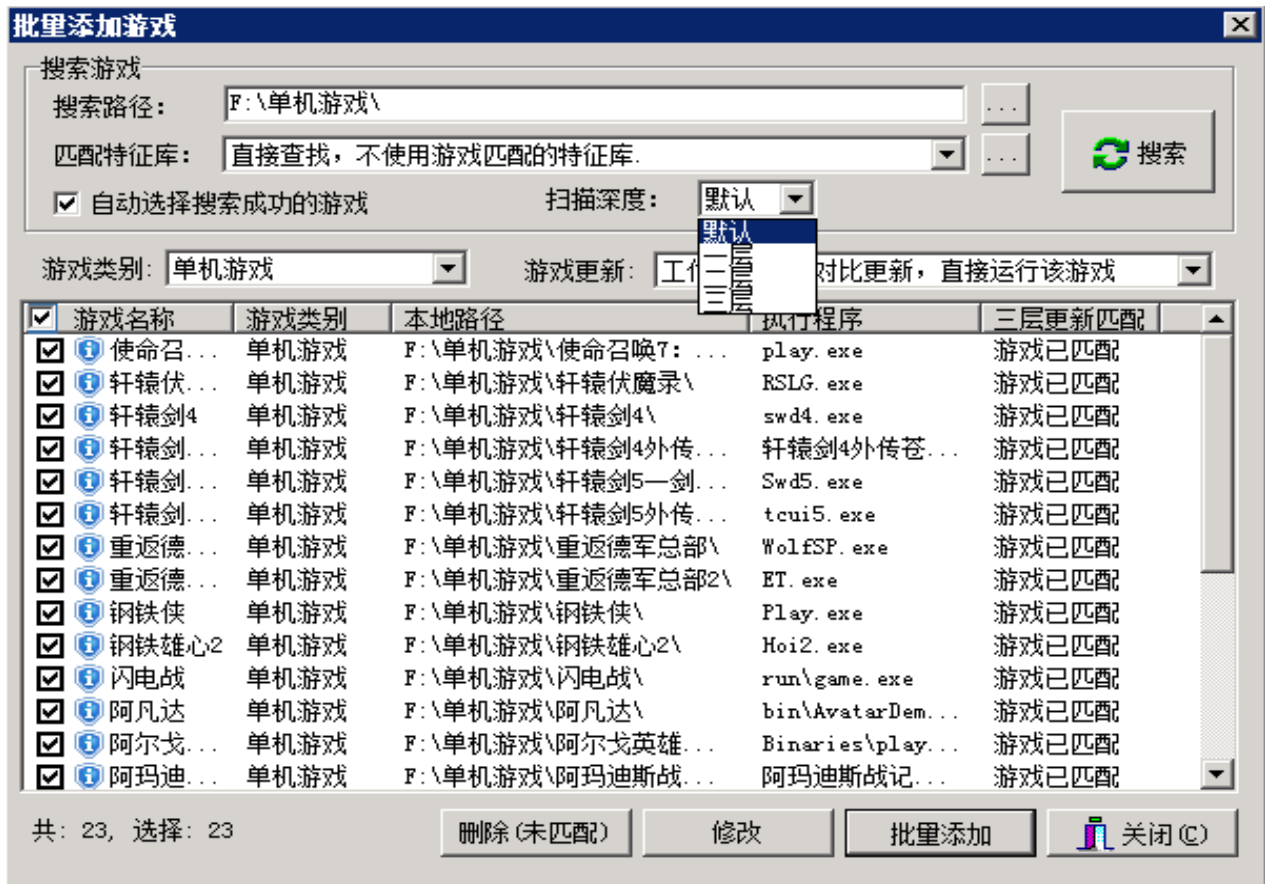 批里添加游戏
搜索游戏
搜索路径: F:\单机游戏\ ...
匹配特征库: 直接查找,不使用游戏匹配的特征库. ... 搜索
自动选择搜索成功的游戏 扫描深度: 默认
默认
一层
二层
三层
游戏类别: 单机游戏 游戏更新: 对比更新,直接运行该游戏
游戏名称 游戏类别 本地路径 执行程序 三层更新匹配
使命召... 单机游戏 F:\单机游戏\使命召唤7: ... play.exe 游戏已匹配
轩辕伏... 单机游戏 F:\单机游戏\轩辕伏魔录\ RSLG.exe 游戏已匹配
轩辕剑4 单机游戏 F:\单机游戏\轩辕剑4\ swd4.exe 游戏已匹配
轩辕剑... 单机游戏 F:\单机游戏\轩辕剑4外传... 轩辕剑4外传苍... 游戏已匹配
轩辕剑... 单机游戏 F:\单机游戏\轩辕剑5—剑... Swd5.exe 游戏已匹配
轩辕剑... 单机游戏 F:\单机游戏\轩辕剑5外传... tcui5.exe 游戏已匹配
重返德... 单机游戏 F:\单机游戏\重返德军总部\ WolfSP.exe 游戏已匹配
重返德... 单机游戏 F:\单机游戏\重返德军总部2\ ET.exe 游戏已匹配
钢铁侠 单机游戏 F:\单机游戏\钢铁侠\ Play.exe 游戏已匹配
钢铁雄心2 单机游戏 F:\单机游戏\钢铁雄心2\ Hoi2.exe 游戏已匹配
闪电战 单机游戏 F:\单机游戏\闪电战\ run\game.exe 游戏已匹配
阿凡达 单机游戏 F:\单机游戏\阿凡达\ bin\AvatarDem... 游戏已匹配
阿尔戈... 单机游戏 F:\单机游戏\阿尔戈英雄... Binaries\play... 游戏已匹配
阿玛迪... 单机游戏 F:\单机游戏\阿玛迪斯战... 阿玛迪斯战记... 游戏已匹配
共: 23, 选择: 23 删除(未匹配) 修改 批量添加 关闭(C)